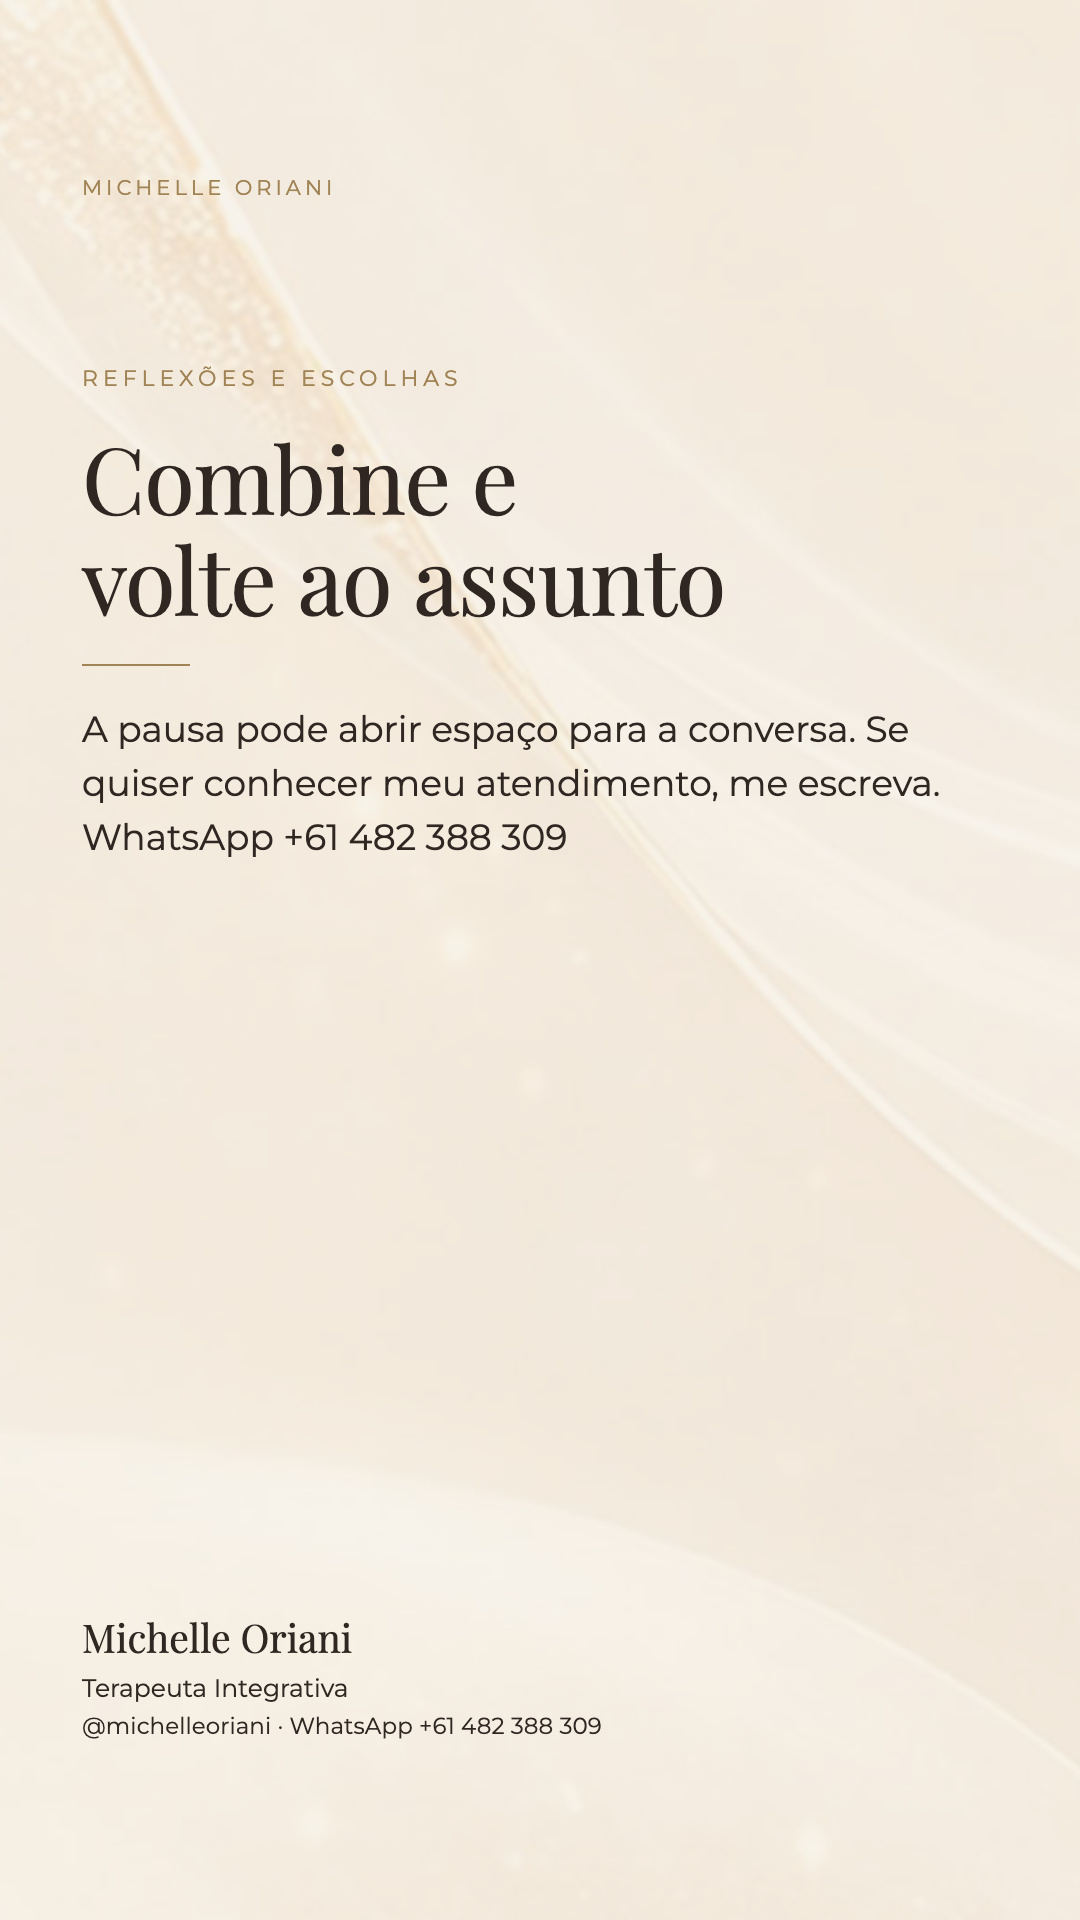 MICHELLE ORIANI
REFLEXÕES E ESCOLHAS
Combine e
volte ao assunto
A pausa pode abrir espaço para a conversa. Se
quiser conhecer meu atendimento, me escreva.
WhatsApp +61 482 388 309
Michelle Oriani
Terapeuta Integrativa
@michelleoriani · WhatsApp +61 482 388 309